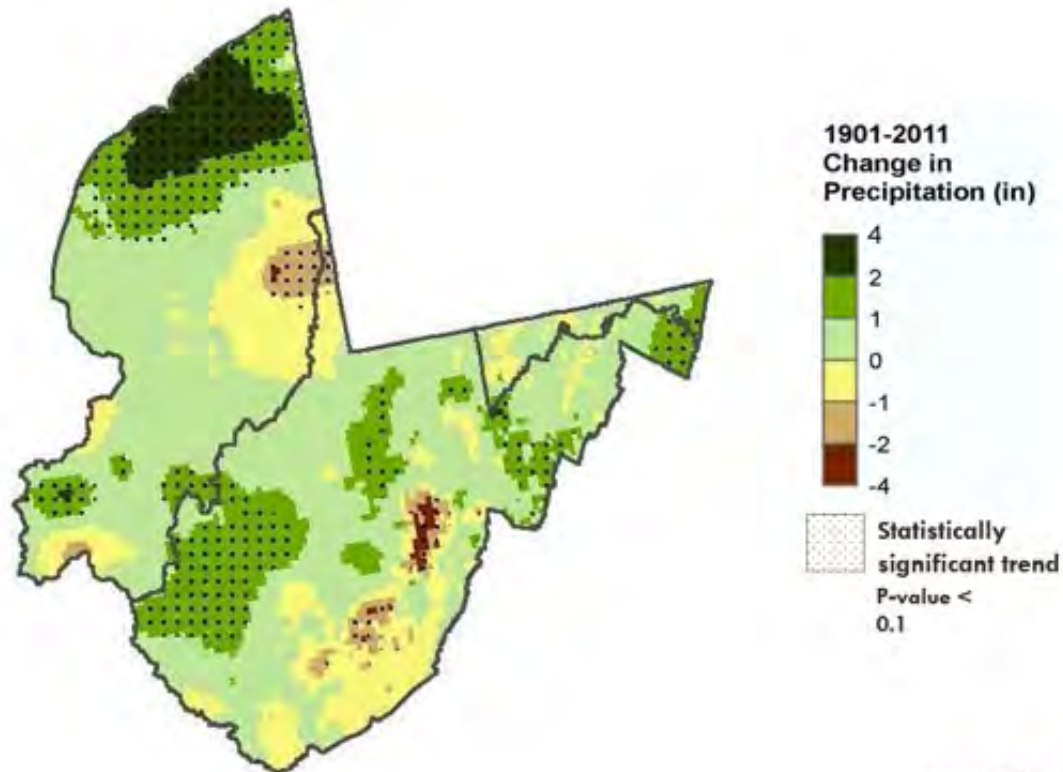 1901-2011
Change in
Precipitation (in)
4
2
1
0
-1
-2
-4
Statistically
significant trend
P-value <
0.1